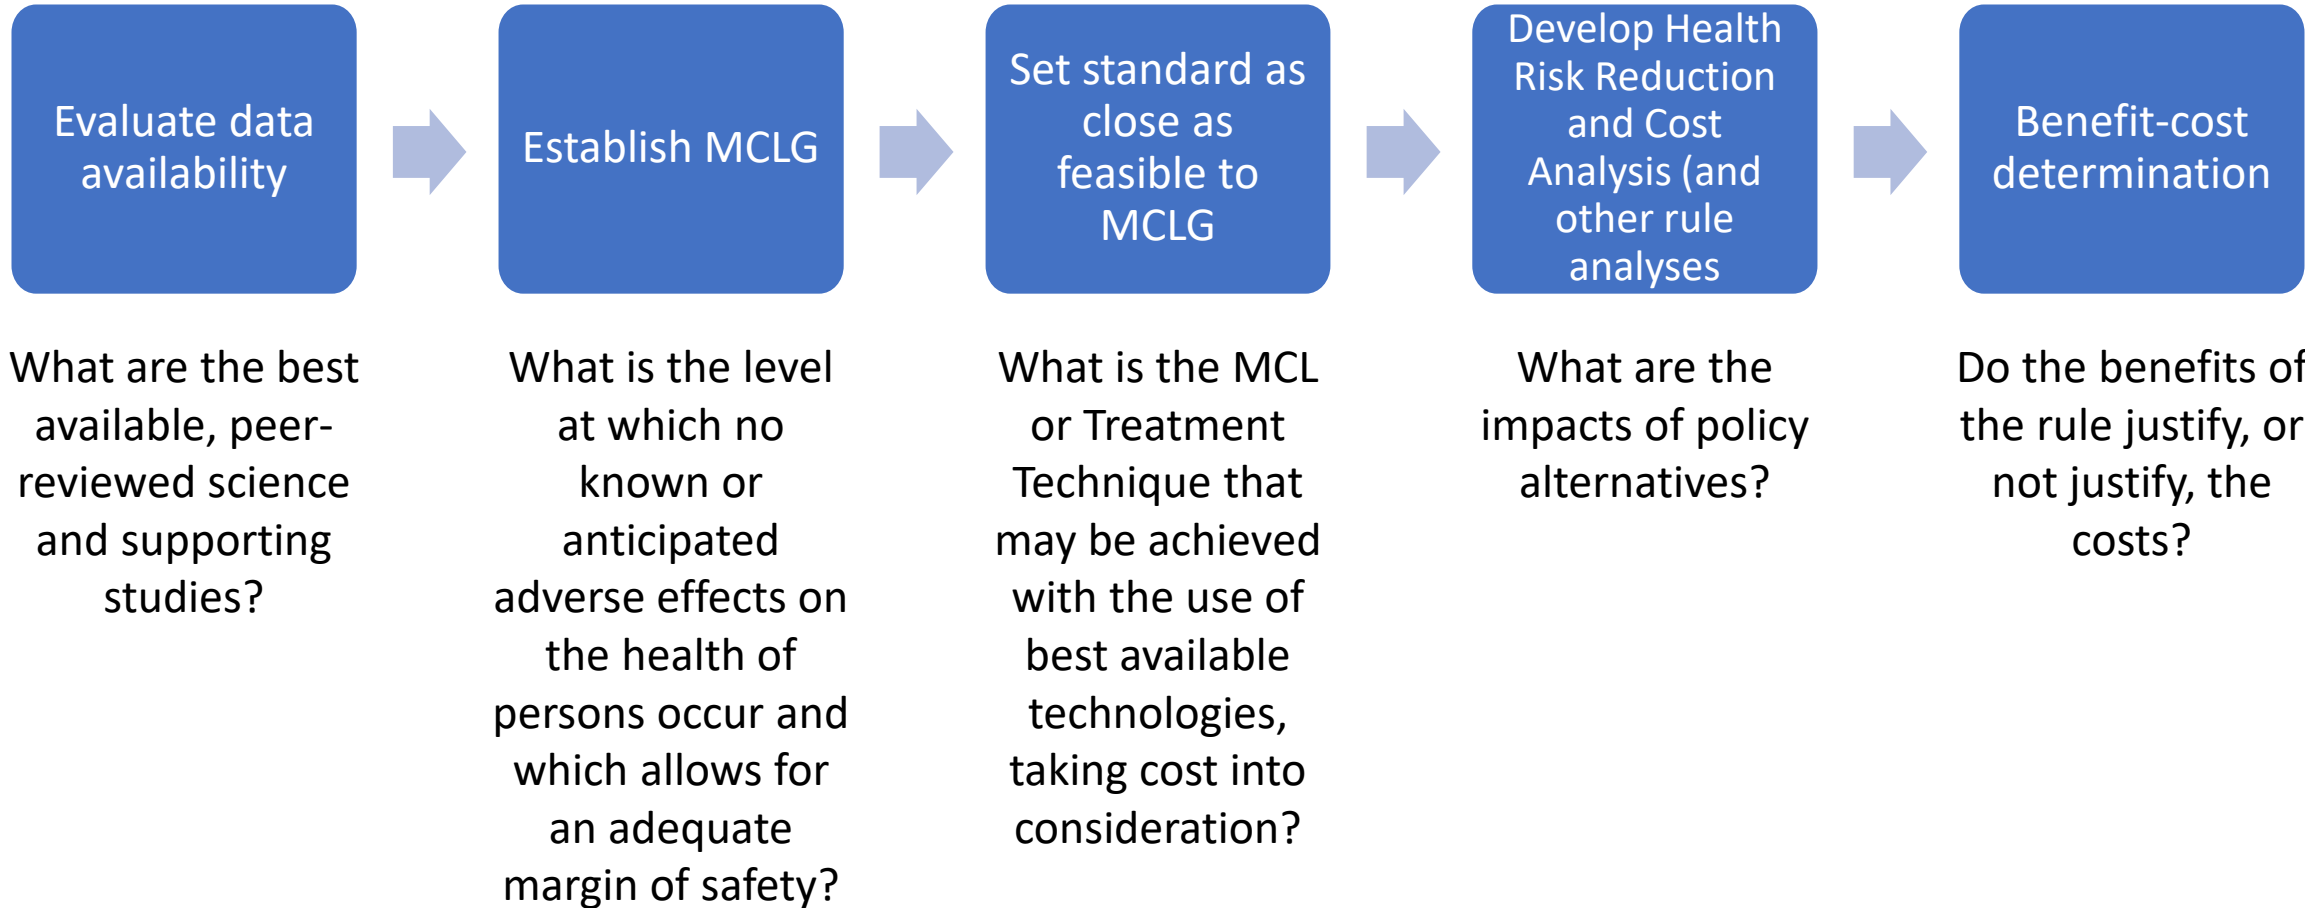 Evaluate data
availability
Establish MCLG
Set standard as
close as
feasible to
MCLG
Develop Health
Risk Reduction
and Cost
Analysis (and
other rule
analyses
Benefit-cost
determination
What are the best
available, peer-
reviewed science
and supporting
studies?
What is the level
at which no
known or
anticipated
adverse effects on
the health of
persons occur and
which allows for
an adequate
margin of safety?
What is the MCL
or Treatment
Technique that
may be achieved
with the use of
best available
technologies,
taking cost into
consideration?
What are the
impacts of policy
alternatives?
Do the benefits of
the rule justify, or
not justify, the
costs?